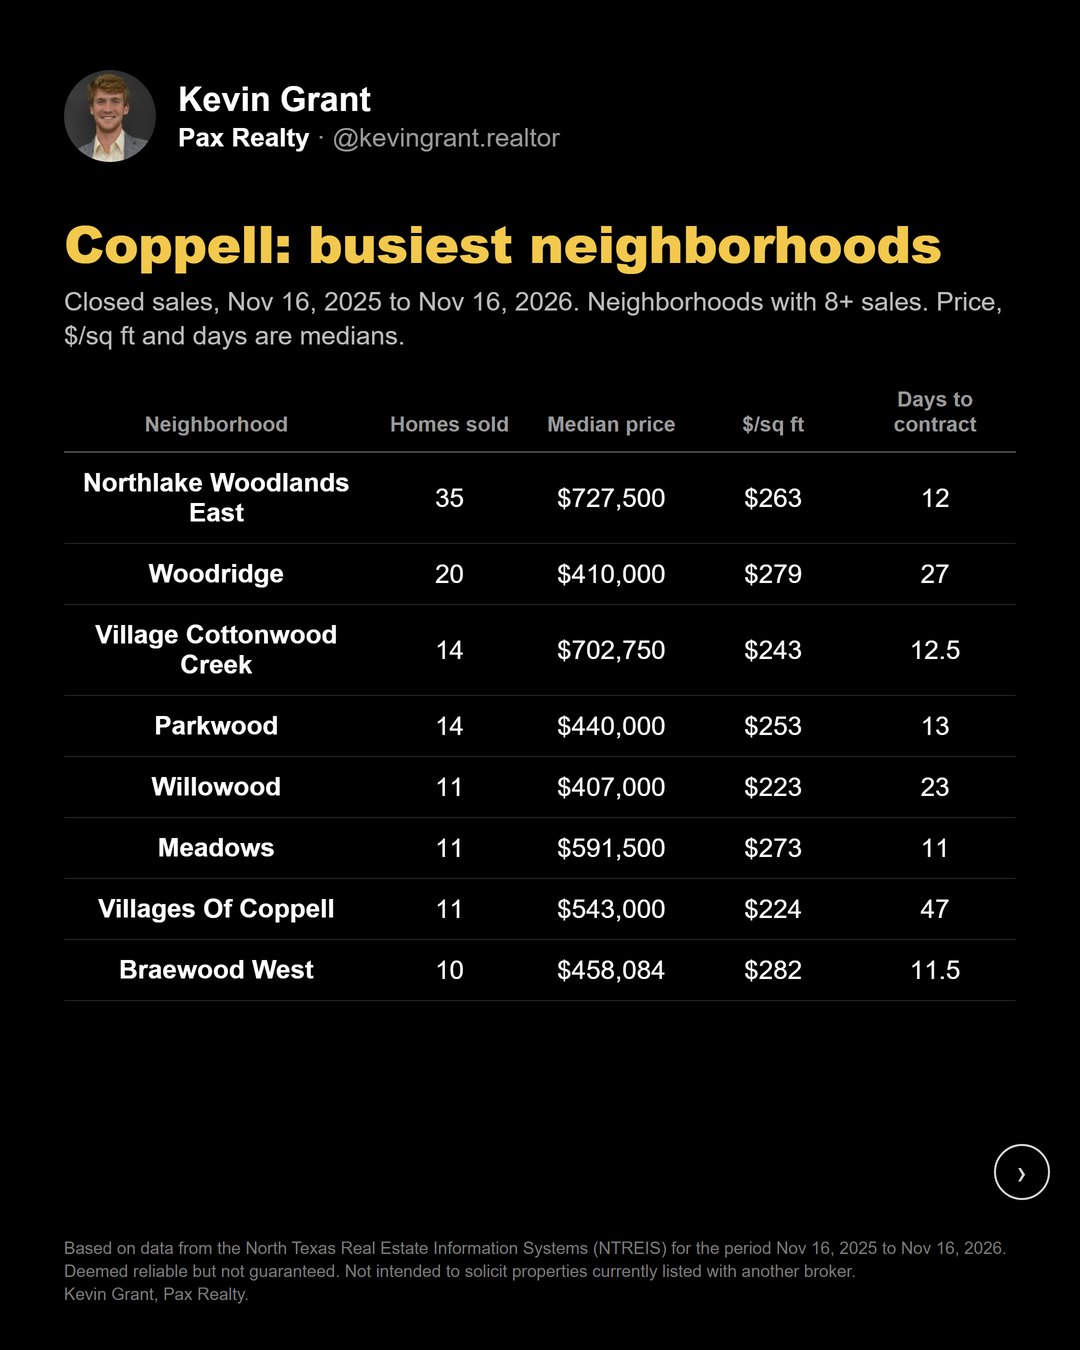 Kevin Grant
Pax Realty · @kevingrant.realtor
Coppell: busiest neighborhoods
Closed sales, Nov 16, 2025 to Nov 16, 2026. Neighborhoods with 8+ sales. Price,
$/sq ft and days are medians.
Neighborhood Homes sold Median price $/sq ft Days to contract
Northlake Woodlands East 35 $727,500 $263 12
Woodridge 20 $410,000 $279 27
Village Cottonwood Creek 14 $702,750 $243 12.5
Parkwood 14 $440,000 $253 13
Willowood 11 $407,000 $223 23
Meadows 11 $591,500 $273 11
Villages Of Coppell 11 $543,000 $224 47
Braewood West 10 $458,084 $282 11.5
›
Based on data from the North Texas Real Estate Information Systems (NTREIS) for the period Nov 16, 2025 to Nov 16, 2026.
Deemed reliable but not guaranteed. Not intended to solicit properties currently listed with another broker.
Kevin Grant, Pax Realty.